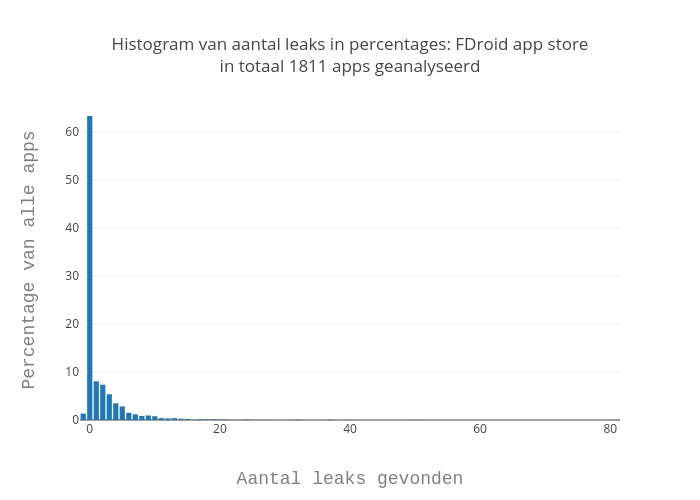 Histogram van aantal leaks in percentages: FDroid app store
in totaal 1811 apps geanalyseerd
Percentage van alle apps
60
50
40
30
20
10
0
0 20 40 60 80
Aantal leaks gevonden